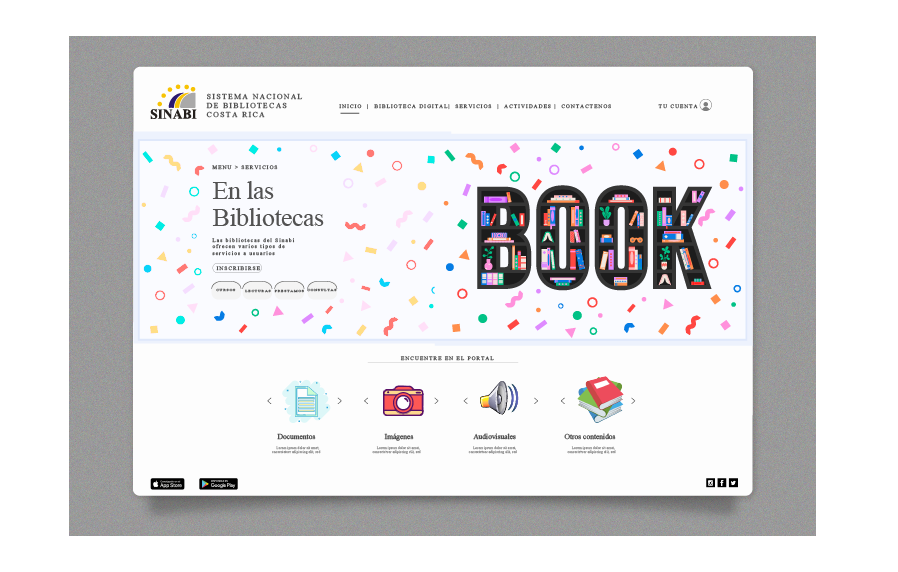 SINABI
SISTEMA NACIONAL
DE BIBLIOTECAS
COSTA RICA
INICIO | BIBLIOTECA DIGITAL| SERVICIOS | ACTIVIDADES | CONTACTENOS
TU CUENTA
MENU > SERVICIOS
En las
Bibliotecas
Las bibliotecas del Sinabi
ofrecen varios tipos de
servicios a usuarios
INSCRIBIRSE
CURSOS LECTURAS PRESTAMOS CONSULTAS
BOOK
ENCUENTRE EN EL PORTAL
Documentos Imágenes Audiovisuales Otros contenidos
Lorem ipsum dolor sit amet, Lorem ipsum dolor sit amet, Lorem ipsum dolor sit amet, Lorem ipsum dolor sit amet,
consectetuer adipiscing elit, sed consectetuer adipiscing elit, sed consectetuer adipiscing elit, sed consectetuer adipiscing elit, sed
App Store Google Play